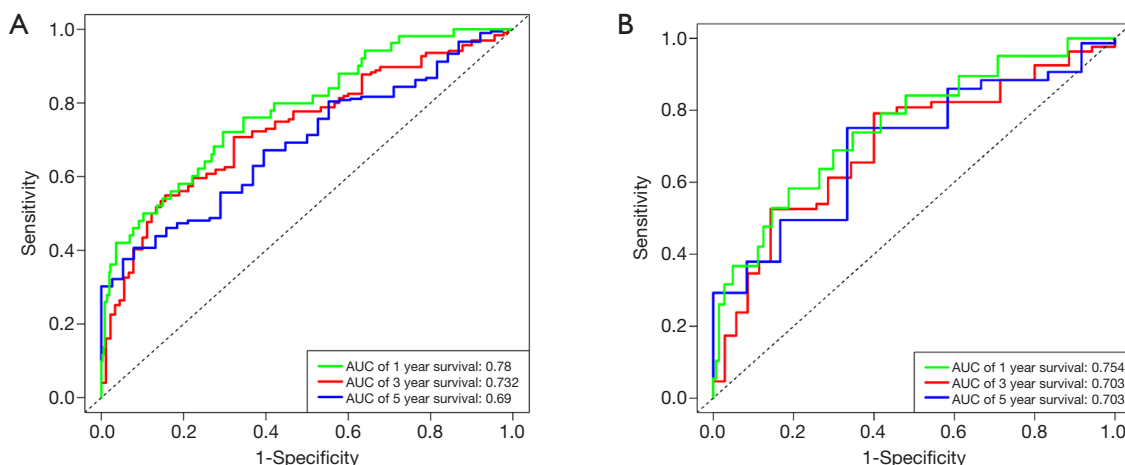 A
1.0
0.8
0.6
0.4
0.2
0.0
Sensitivity
AUC of 1 year survival: 0.78
AUC of 3 year survival: 0.732
AUC of 5 year survival: 0.69
0.0 0.2 0.4 0.6 0.8 1.0
1-Specificity
B
1.0
0.8
0.6
0.4
0.2
0.0
Sensitivity
AUC of 1 year survival: 0.754
AUC of 3 year survival: 0.703
AUC of 5 year survival: 0.703
0.0 0.2 0.4 0.6 0.8 1.0
1-Specificity